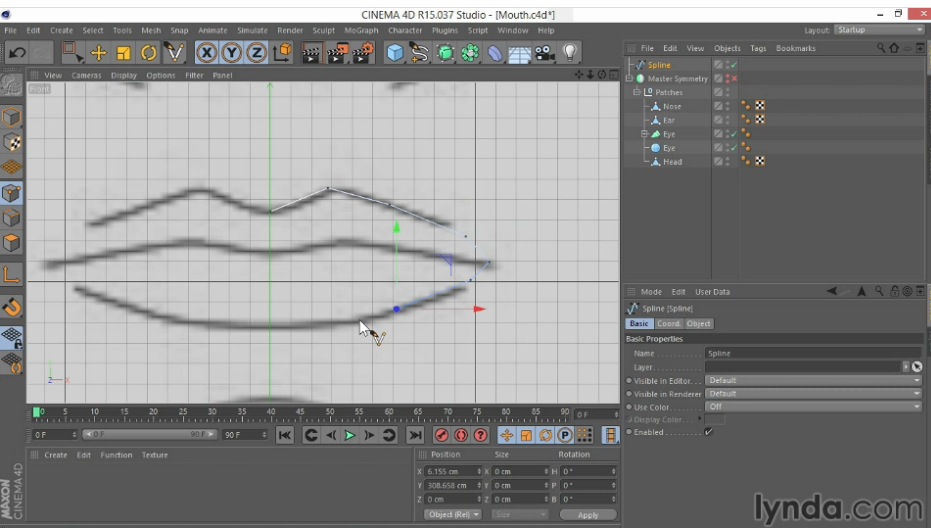 CINEMA 4D R15.037 Studio - [Mouth.c4d*]
File Edit Create Select Tools Mesh Snap Animate Simulate Render Sculpt MoGraph Character Plugins Script Window Help
Layout: Startup
File Edit View Objects Tags Bookmarks
View Cameras Display Options Filter Panel
Front
Spline
Master Symmetry
Patches
Nose
Ear
Eye
Eye
Head
Mode Edit User Data
Spline [Spline]
Basic Coord. Object
Basic Properties
Name Spline
Layer
Visible in Editor Default
Visible in Renderer Default
Use Color Off
Display Color
Enabled
Z X
0 5 10 15 20 25 30 35 40 45 50 55 60 65 70 75 80 85 90 0 F
0 F 0 F 90 F 90 F
Create Edit Function Texture
Position Size Rotation
X 6.155 cm X 0 cm H 0°
Y 308.658 cm Y 0 cm P 0°
Z 0 cm Z 0 cm B 0°
Object (Rel) Size Apply
MAXON
CINEMA 4D
lynda.com